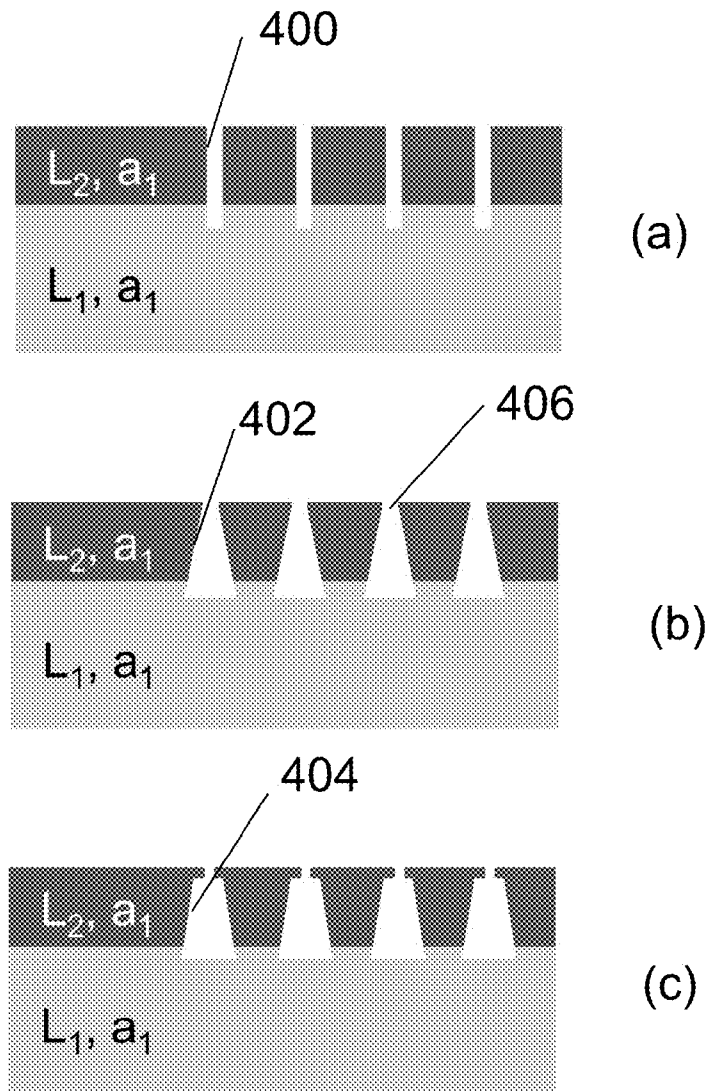 400
L₂, a₁
(a)
L₁, a₁
402
406
L₂, a₁
(b)
L₁, a₁
404
L₂, a₁
(c)
L₁, a₁